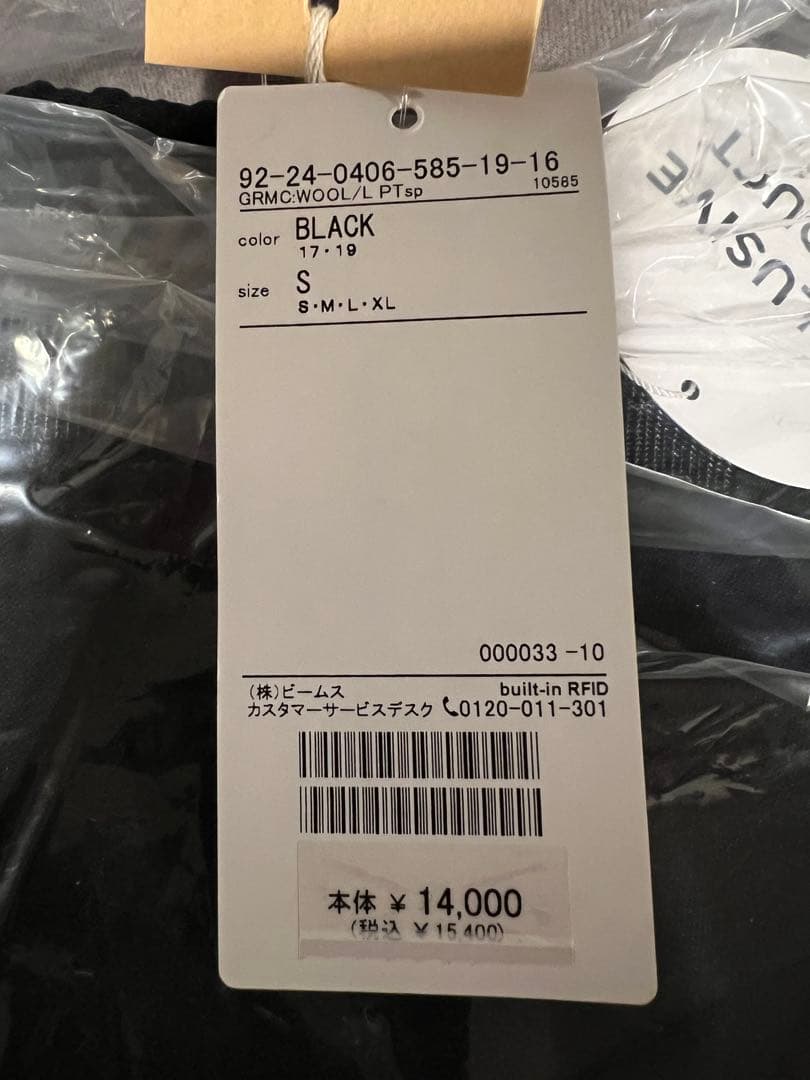 92-24-0406-585-19-16
GRMC:WOOL/L PTsp 10585
color BLACK
17・19
size S
S・M・L・XL
000033 -10
(株)ビームス built-in RFID
カスタマーサービスデスク 0120-011-301
本体 ¥ 14,000
(税込 ¥15,400)